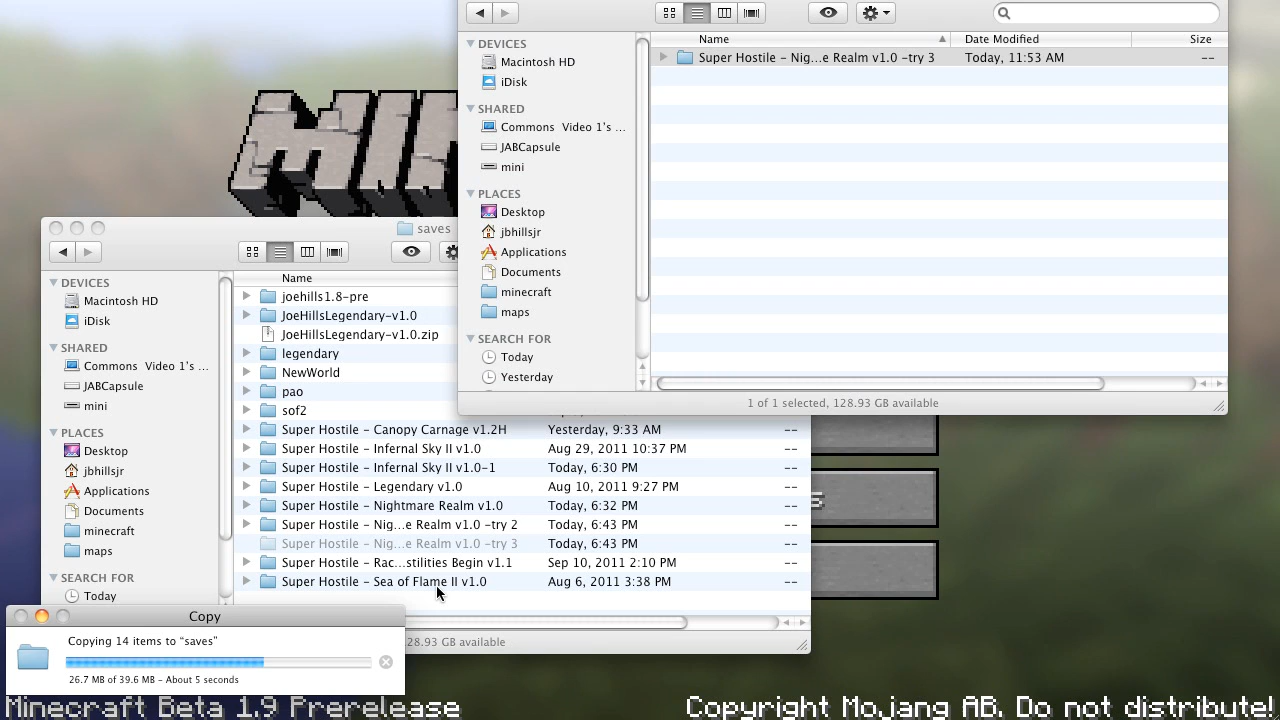 Name
Date Modified
Size
DEVICES
Macintosh HD
iDisk
SHARED
Commons Video 1's ...
JABCapsule
mini
PLACES
Desktop
jbhillsjr
Applications
Documents
minecraft
maps
SEARCH FOR
Today
Yesterday
Super Hostile – Nig...e Realm v1.0 –try 3
Today, 11:53 AM
--
1 of 1 selected, 128.93 GB available
saves
DEVICES
Macintosh HD
iDisk
SHARED
Commons Video 1's ...
JABCapsule
mini
PLACES
Desktop
jbhillsjr
Applications
Documents
minecraft
maps
SEARCH FOR
Today
Name
joehills1.8-pre
JoeHillsLegendary-v1.0
JoeHillsLegendary-v1.0.zip
legendary
NewWorld
pao
sof2
Super Hostile – Canopy Carnage v1.2H Yesterday, 9:33 AM --
Super Hostile – Infernal Sky II v1.0 Aug 29, 2011 10:37 PM --
Super Hostile – Infernal Sky II v1.0-1 Today, 6:30 PM --
Super Hostile – Legendary v1.0 Aug 10, 2011 9:27 PM --
Super Hostile – Nightmare Realm v1.0 Today, 6:32 PM --
Super Hostile – Nig...e Realm v1.0 –try 2 Today, 6:43 PM --
Super Hostile – Nig...e Realm v1.0 –try 3 Today, 6:43 PM --
Super Hostile – Rac...stilities Begin v1.1 Sep 10, 2011 2:10 PM --
Super Hostile – Sea of Flame II v1.0 Aug 6, 2011 3:38 PM --
28.93 GB available
Copy
Copying 14 items to “saves”
26.7 MB of 39.6 MB – About 5 seconds
Minecraft Beta 1.9 Prerelease
Copyright Mojang AB. Do not distribute!